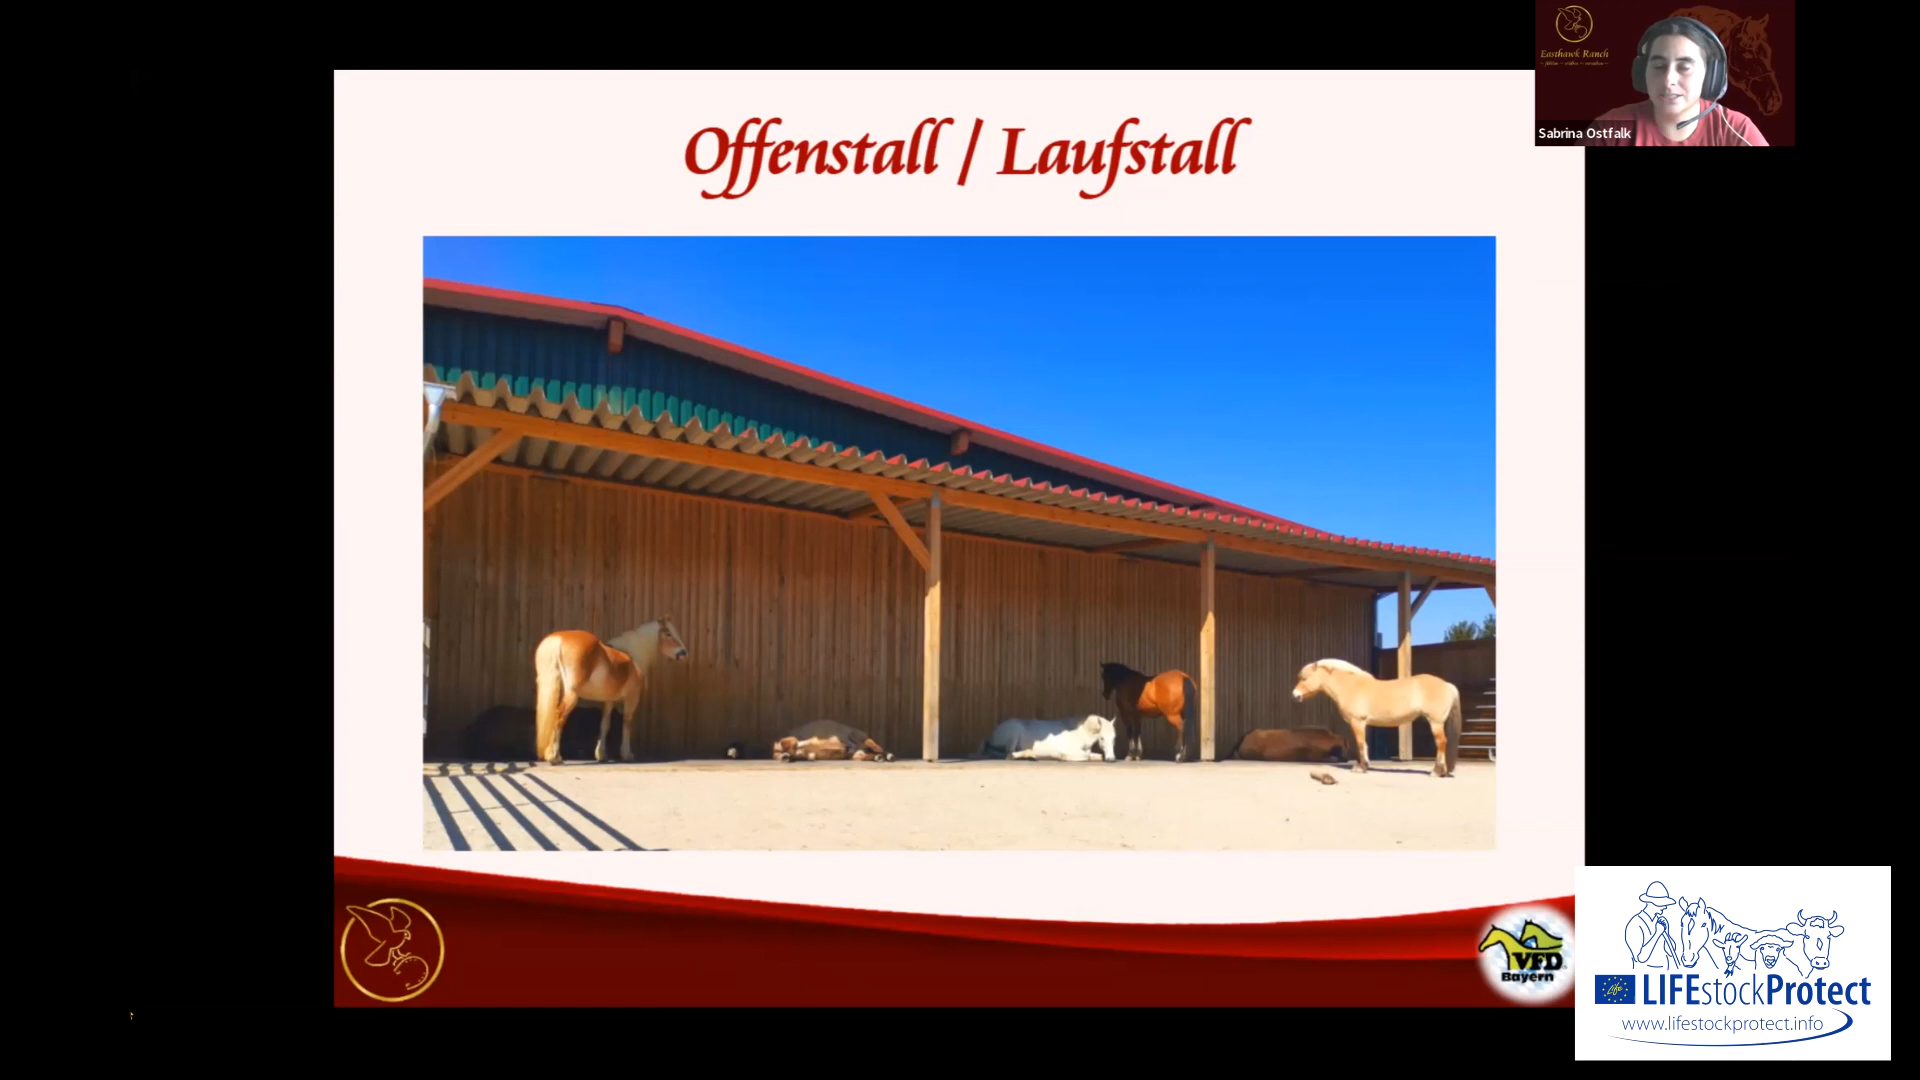 Easthawk Ranch
Sabrina Ostfalk
Offenstall / Laufstall
VFD
Bayern
LIFEstockProtect
www.lifestockprotect.info